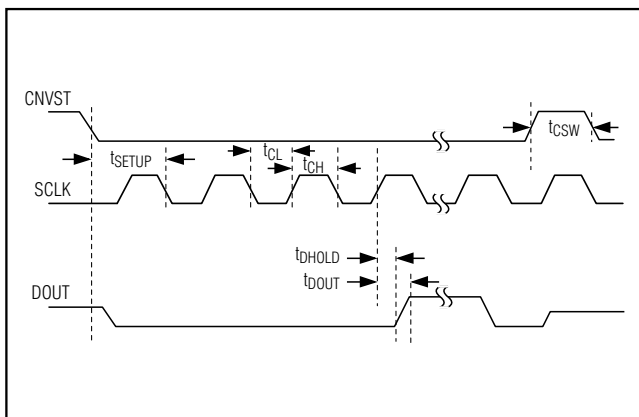 CNVST
tCSW
tSETUP
tCL
tCH
SCLK
tDHOLD
tDOUT
DOUT